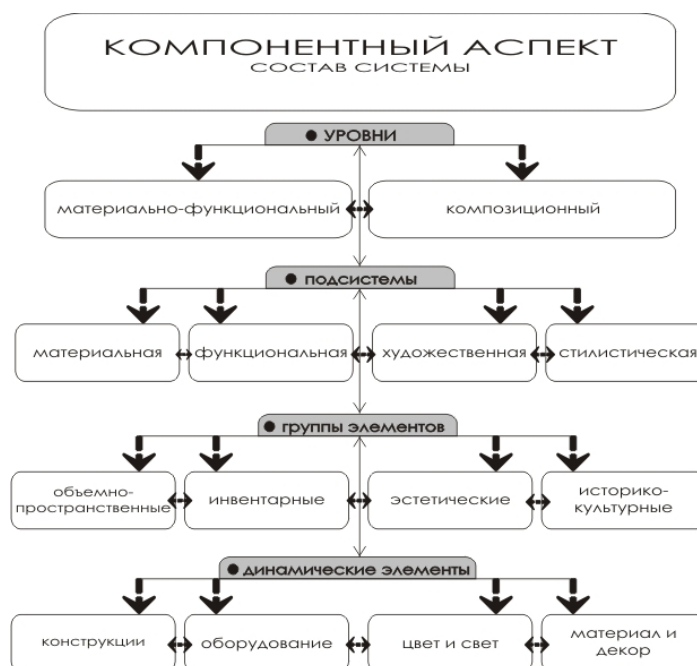 КОМПОНЕНТНЫЙ АСПЕКТ
СОСТАВ СИСТЕМЫ
● УРОВНИ
материально-функциональный
композиционный
● подсистемы
материальная
функциональная
художественная
стилистическая
● группы элементов
объемно-
пространственные
инвентарные
эстетические
историко-
культурные
● динамические элементы
конструкции
оборудование
цвет и свет
материал и
декор